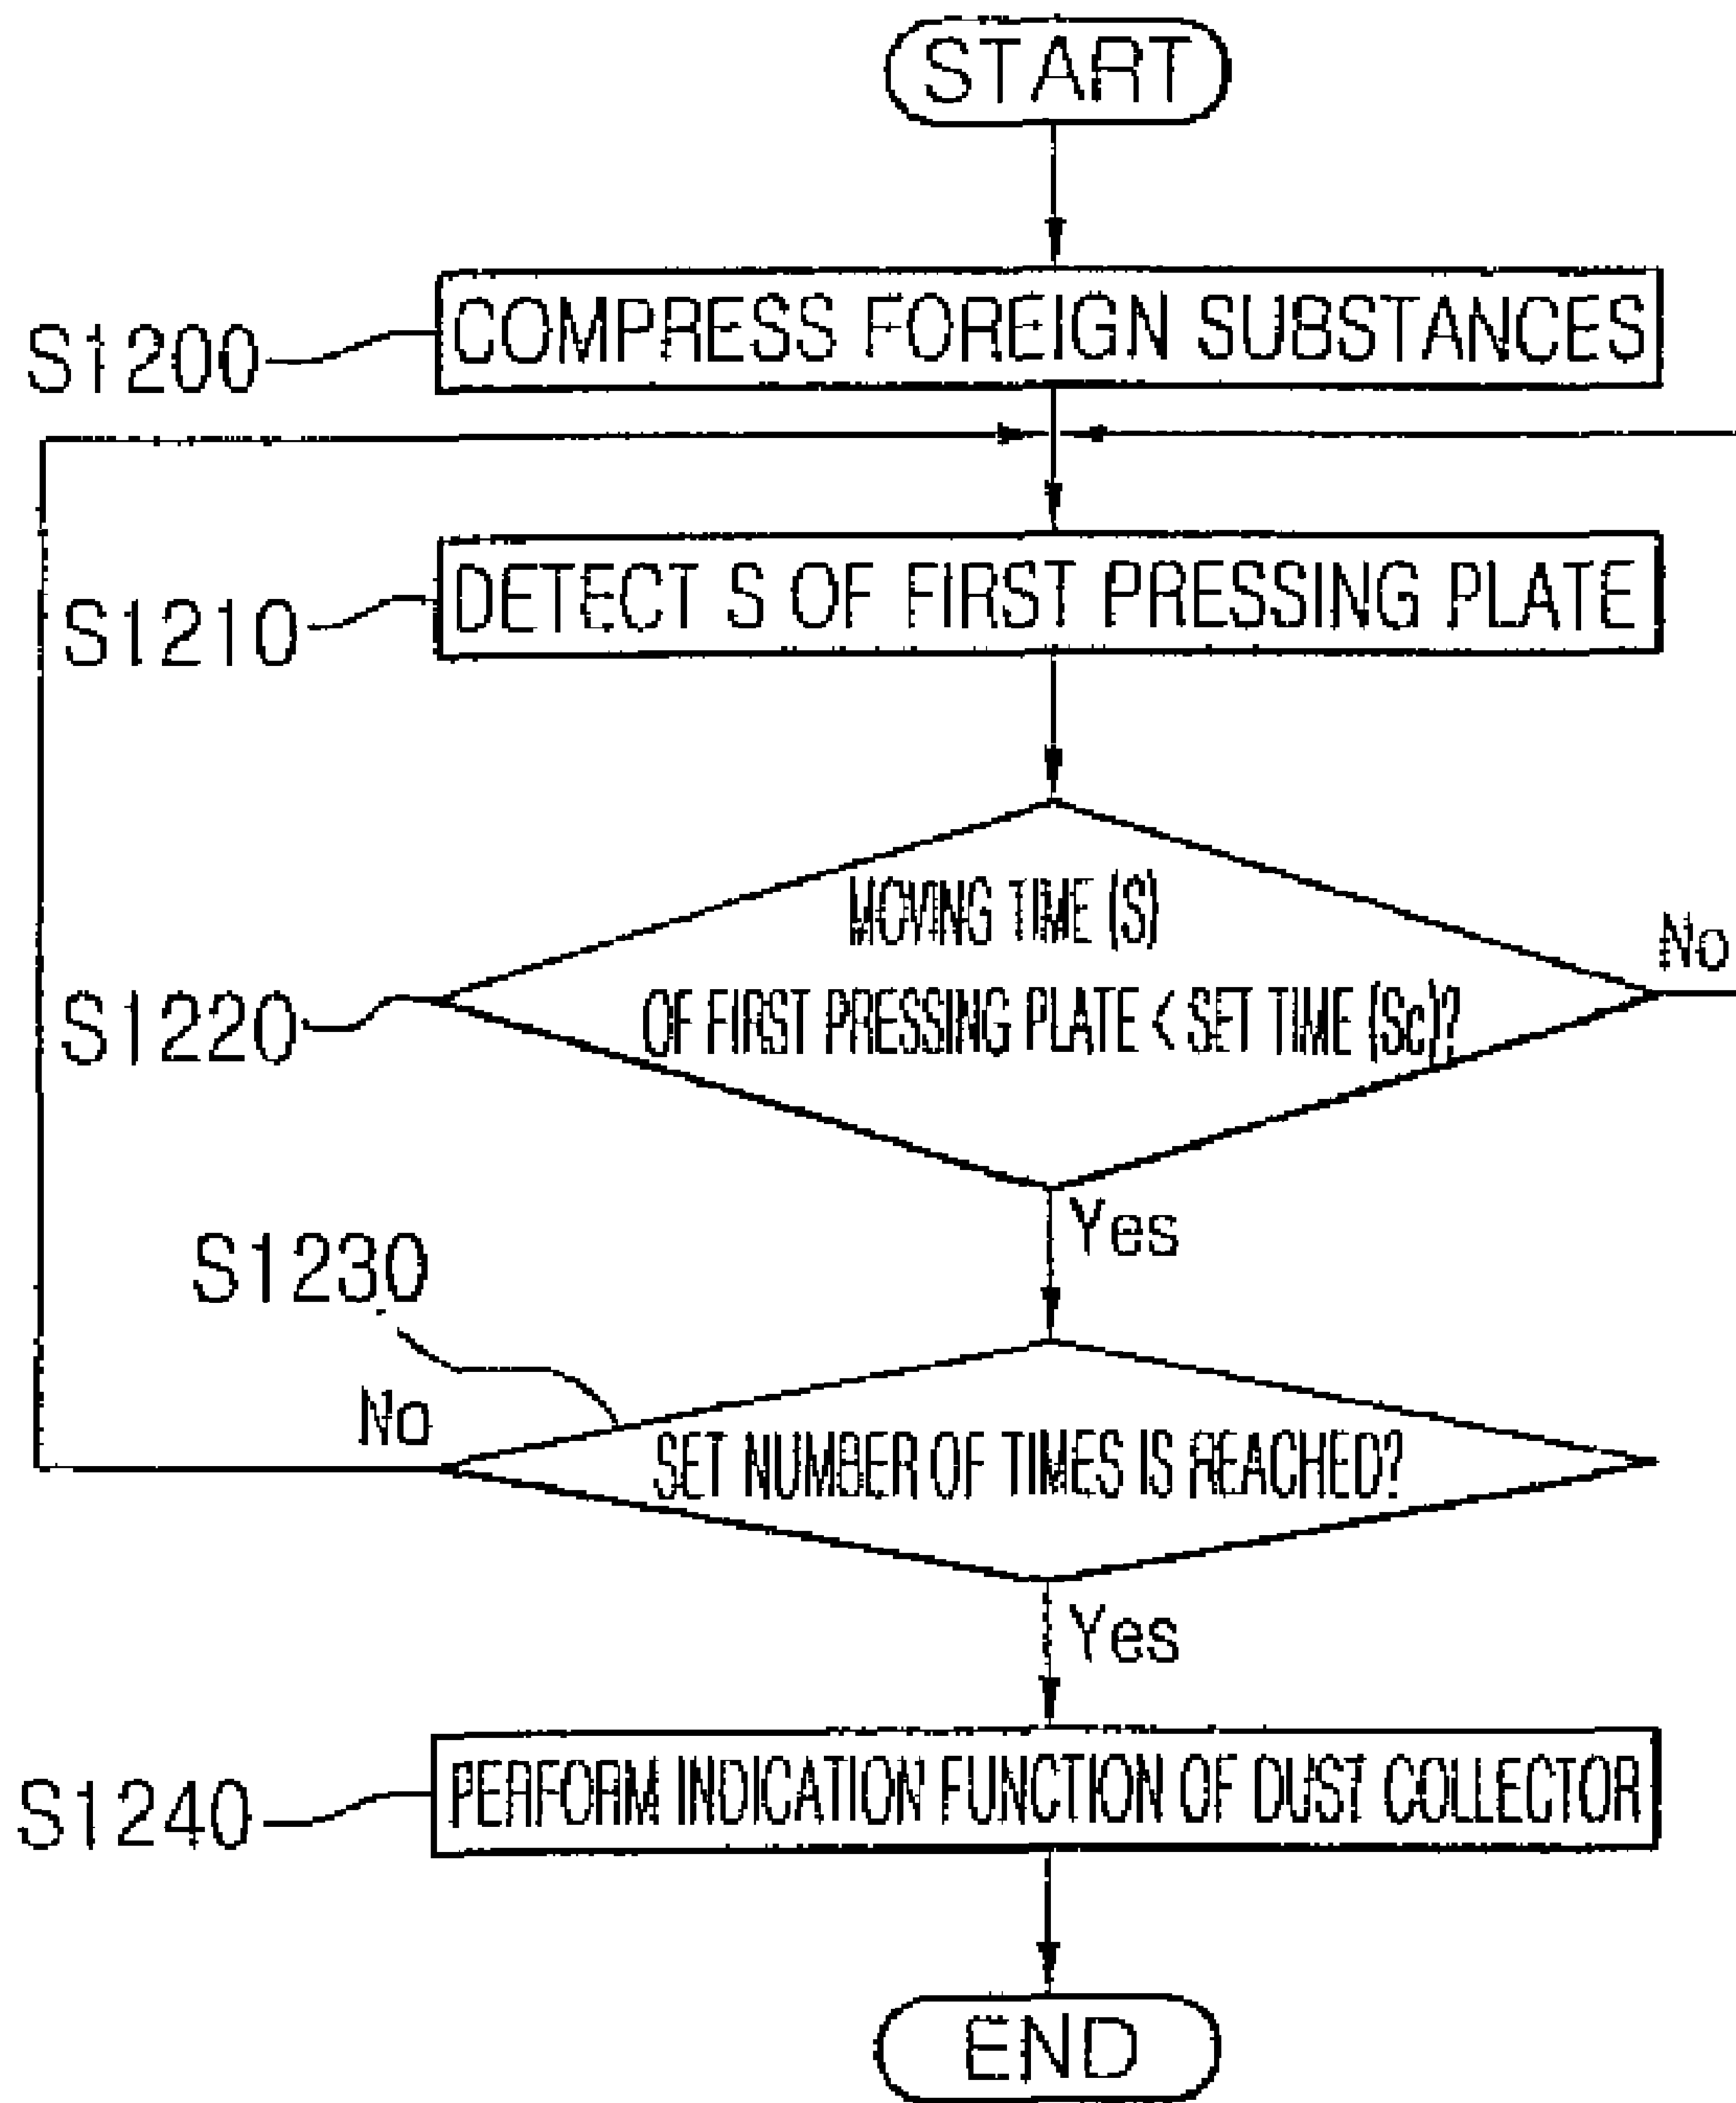 START
S1200
COMPRESS FOREIGN SUBSTANCES
S1210
DETECT S OF FIRST PRESSING PLATE
S1220
MOVING TIME (S)
OF FIRST PRESSING PLATE < SET TIME (Sc)?
No
Yes
S1230
No
SET NUMBER OF TIMES IS REACHED?
Yes
S1240
PERFORM INDICATION FUNCTION OF DUST COLLECTOR
END